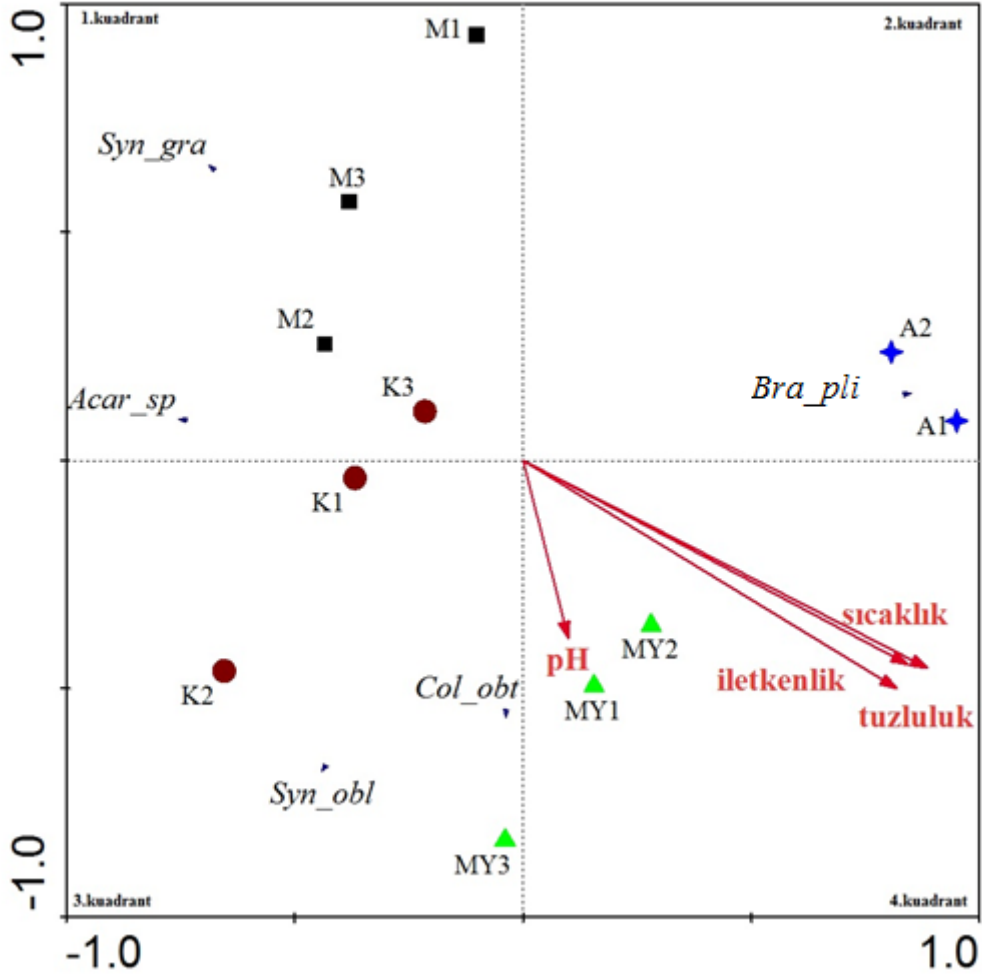 1.0
1.kuadrant
2.kuadrant
M1
Syn_gra
M3
M2
A2
K3
Bra_pli
Acar_sp
A1
K1
sıcaklık
MY2
pH
iletkenlik
K2
Col_obt
MY1
tuzluluk
Syn_obl
MY3
-1.0
3.kuadrant
4.kuadrant
-1.0
1.0